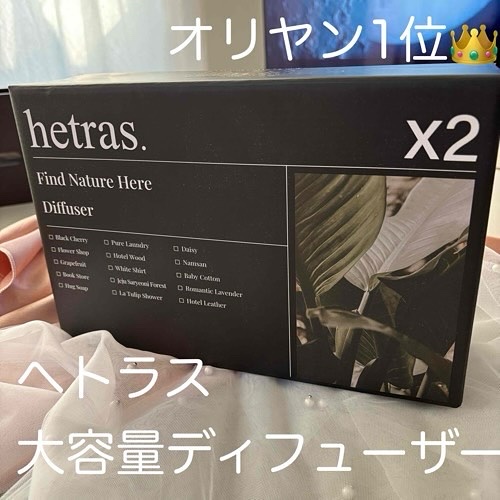 オリヤン1位👑
hetras.
x2
Find Nature Here
Diffuser
□ Black Cherry
□ Flower Shop
□ Grapefruit
□ Book Store
□ Hug Soap
□ Pure Laundry
□ Hotel Wood
□ White Shirt
□ Jeju Saryeoni Forest
□ La Tulip Shower
□ Daisy
□ Namsan
□ Baby Cotton
□ Romantic Lavender
□ Hotel Leather
ヘトラス
大容量ディフューザー